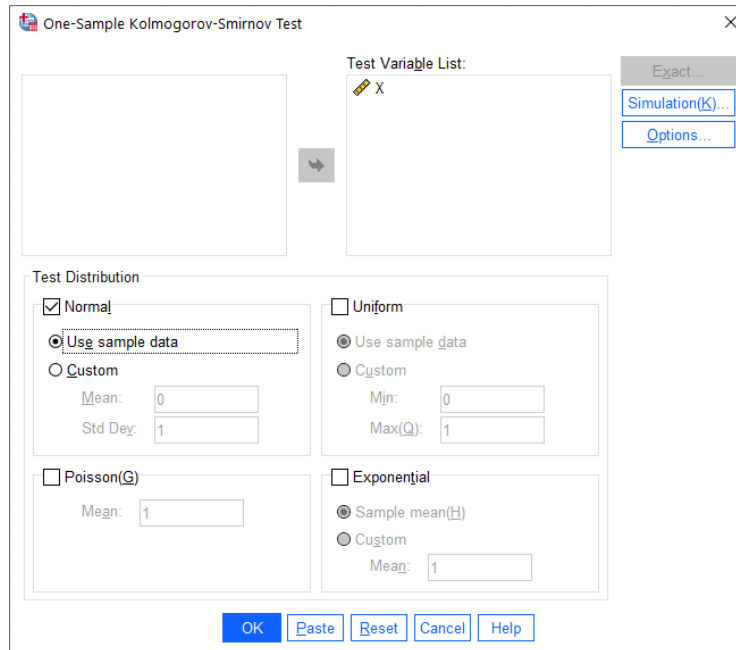 One-Sample Kolmogorov-Smirnov Test
Test Variable List:
X
Exact...
Simulation(K)...
Options...
Test Distribution
Normal
Use sample data
Custom
Mean: 0
Std Dev: 1
Uniform
Use sample data
Custom
Min: 0
Max(Q): 1
Poisson(G)
Mean: 1
Exponential
Sample mean(H)
Custom
Mean: 1
OK Paste Reset Cancel Help